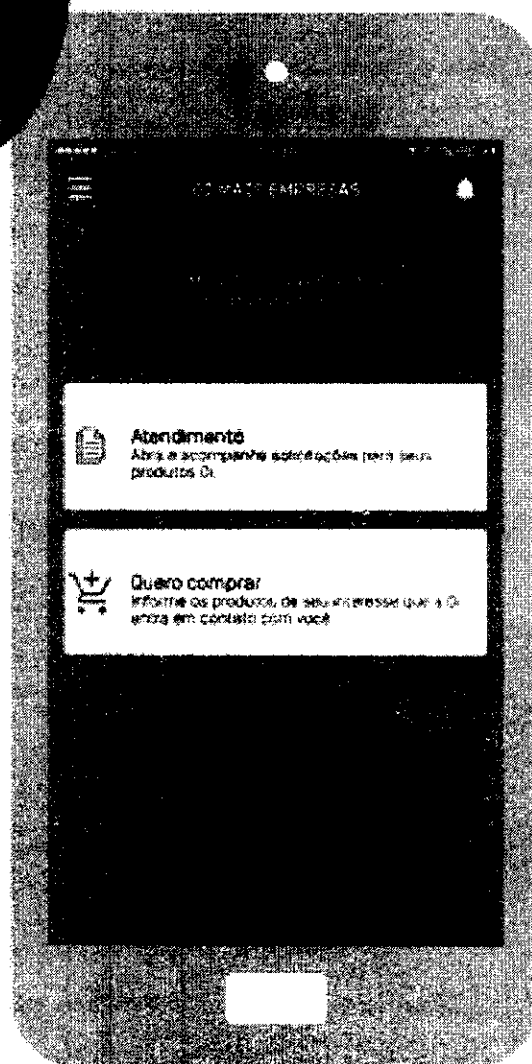 OI MAIS EMPRESAS
Atendimento
Abra e acompanhe solicitações para seus
produtos Oi.
Quero comprar
Informe os produtos de seu interesse que a Oi
entra em contato com você